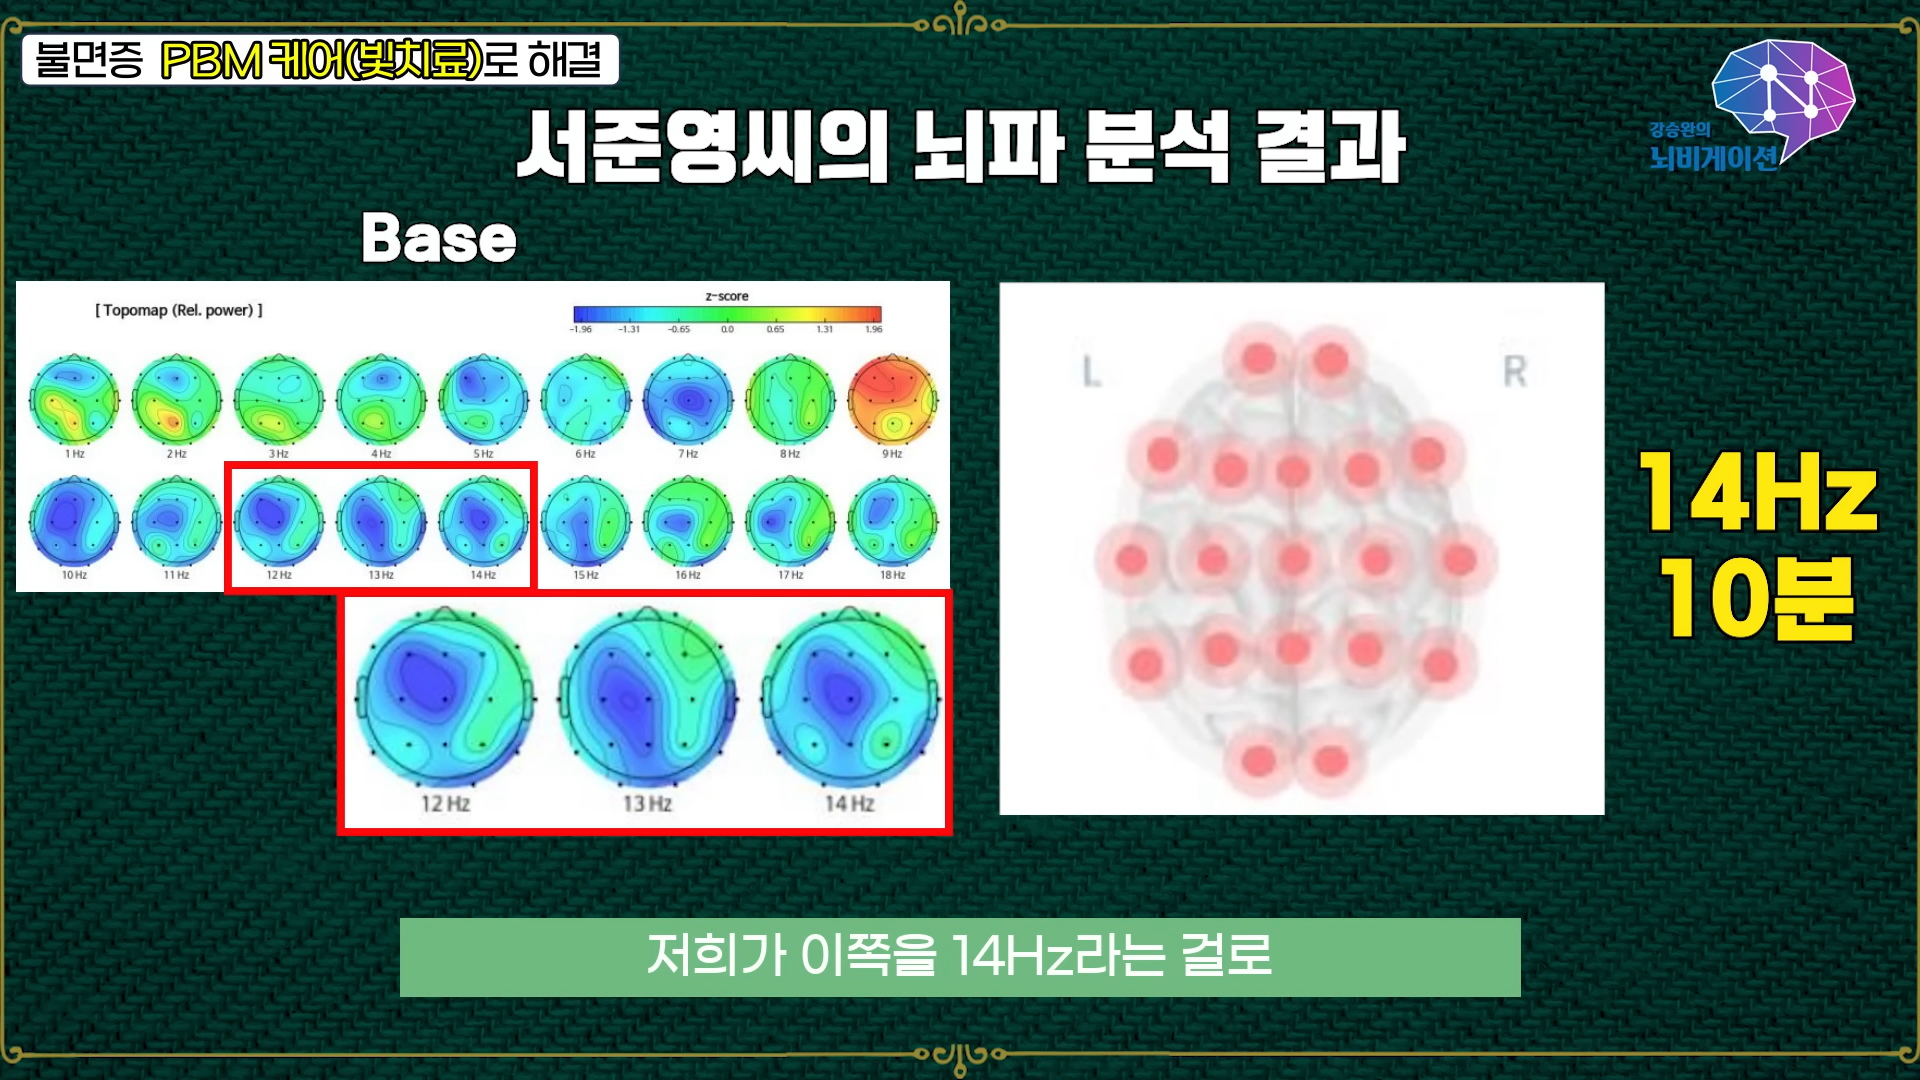 불면증 PBM 케어(빛치료)로 해결
강승완의
뇌비게이션
서준영씨의 뇌파 분석 결과
Base
[ Topomap (Rel. power) ]
z-score
-1.96 -1.31 -0.65 0.0 0.65 1.31 1.96
1 Hz 2 Hz 3 Hz 4 Hz 5 Hz 6 Hz 7 Hz 8 Hz 9 Hz
10 Hz 11 Hz 12 Hz 13 Hz 14 Hz 15 Hz 16 Hz 17 Hz 18 Hz
12 Hz 13 Hz 14 Hz
L R
14Hz
10분
저희가 이쪽을 14Hz라는 걸로